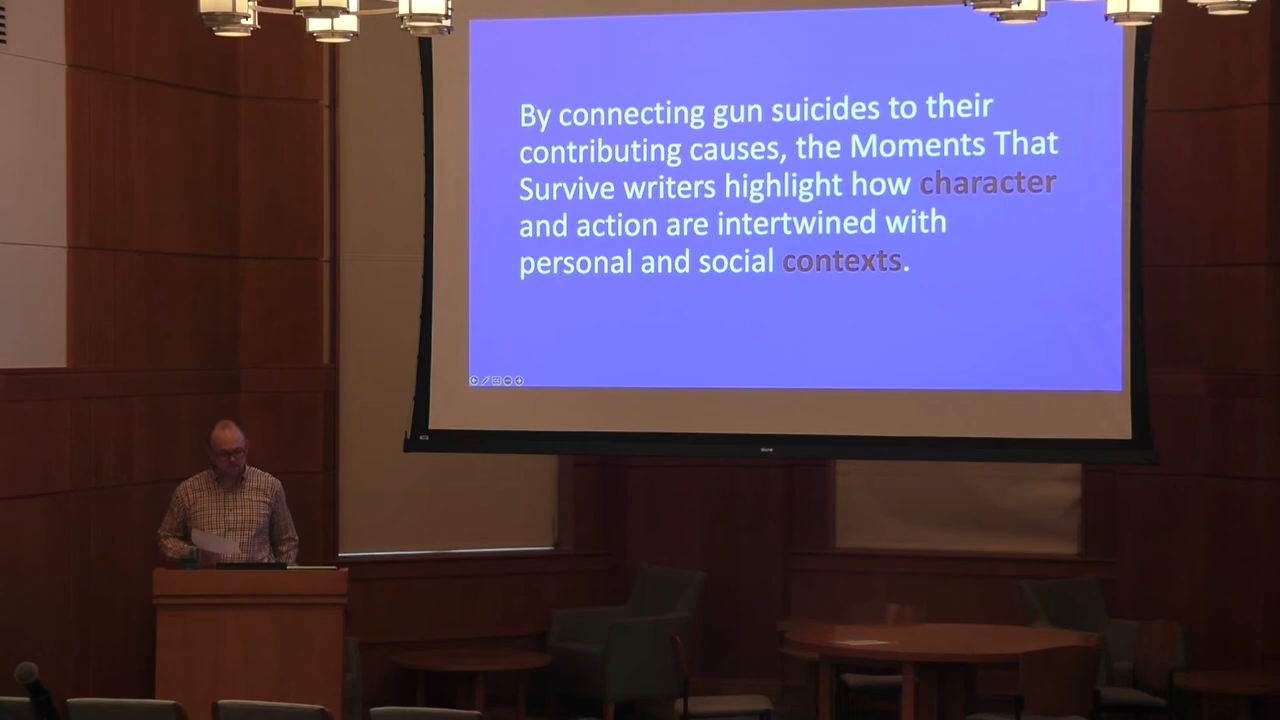 By connecting gun suicides to their
contributing causes, the Moments That
Survive writers highlight how character
and action are intertwined with
personal and social contexts.